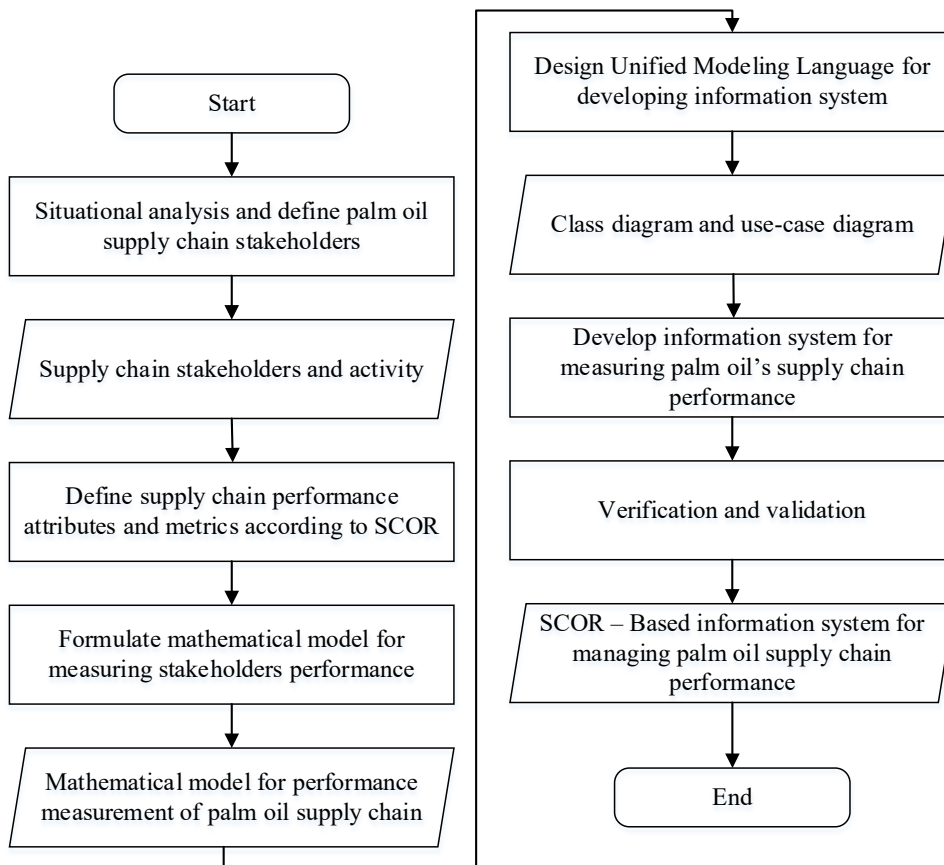 Start
Situational analysis and define palm oil
supply chain stakeholders
Supply chain stakeholders and activity
Define supply chain performance
attributes and metrics according to SCOR
Formulate mathematical model for
measuring stakeholders performance
Mathematical model for performance
measurement of palm oil supply chain
Design Unified Modeling Language for
developing information system
Class diagram and use-case diagram
Develop information system for
measuring palm oil’s supply chain
performance
Verification and validation
SCOR – Based information system for
managing palm oil supply chain
performance
End